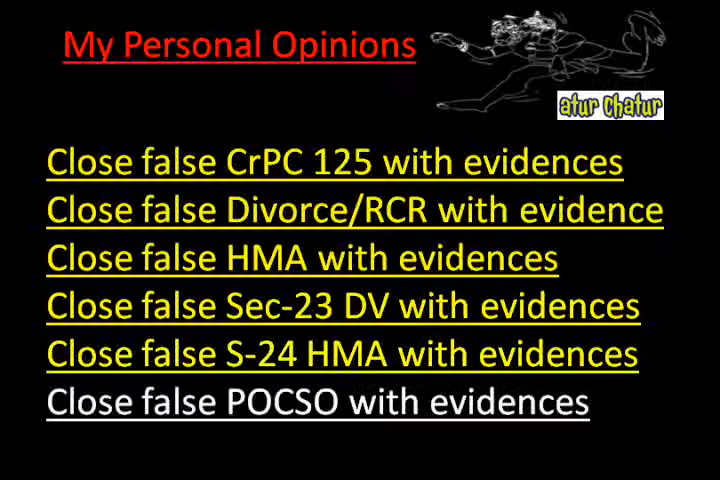 My Personal Opinions
atur Chatur
Close false CrPC 125 with evidences
Close false Divorce/RCR with evidence
Close false HMA with evidences
Close false Sec-23 DV with evidences
Close false S-24 HMA with evidences
Close false POCSO with evidences